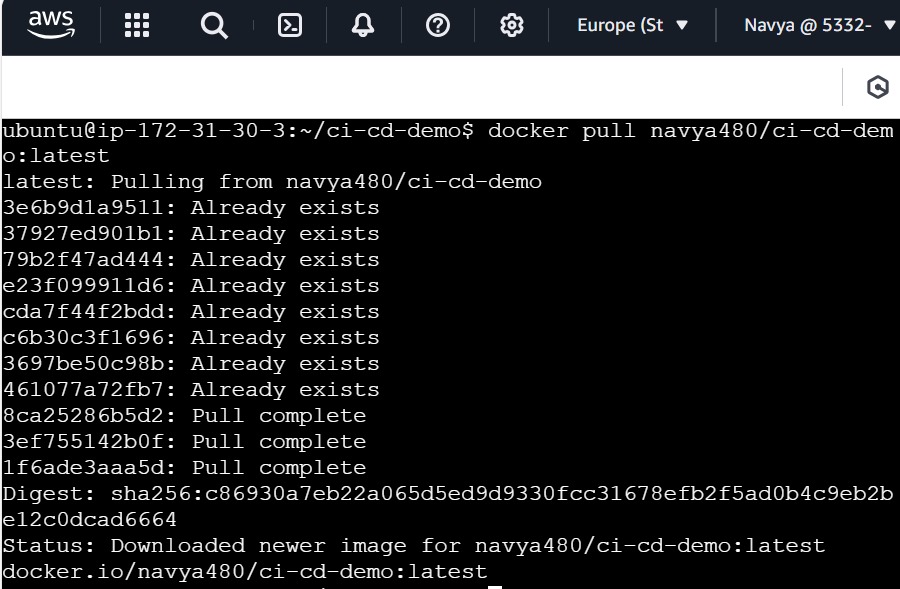 aws
Europe (St
Navya @ 5332-
ubuntu@ip-172-31-30-3:~/ci-cd-demo$ docker pull navya480/ci-cd-dem
o:latest
latest: Pulling from navya480/ci-cd-demo
3e6b9d1a9511: Already exists
37927ed901b1: Already exists
79b2f47ad444: Already exists
e23f099911d6: Already exists
cda7f44f2bdd: Already exists
c6b30c3f1696: Already exists
3697be50c98b: Already exists
461077a72fb7: Already exists
8ca25286b5d2: Pull complete
3ef755142b0f: Pull complete
1f6ade3aaa5d: Pull complete
Digest: sha256:c86930a7eb22a065d5ed9d9330fcc31678efb2f5ad0b4c9eb2b
e12c0dcad6664
Status: Downloaded newer image for navya480/ci-cd-demo:latest
docker.io/navya480/ci-cd-demo:latest